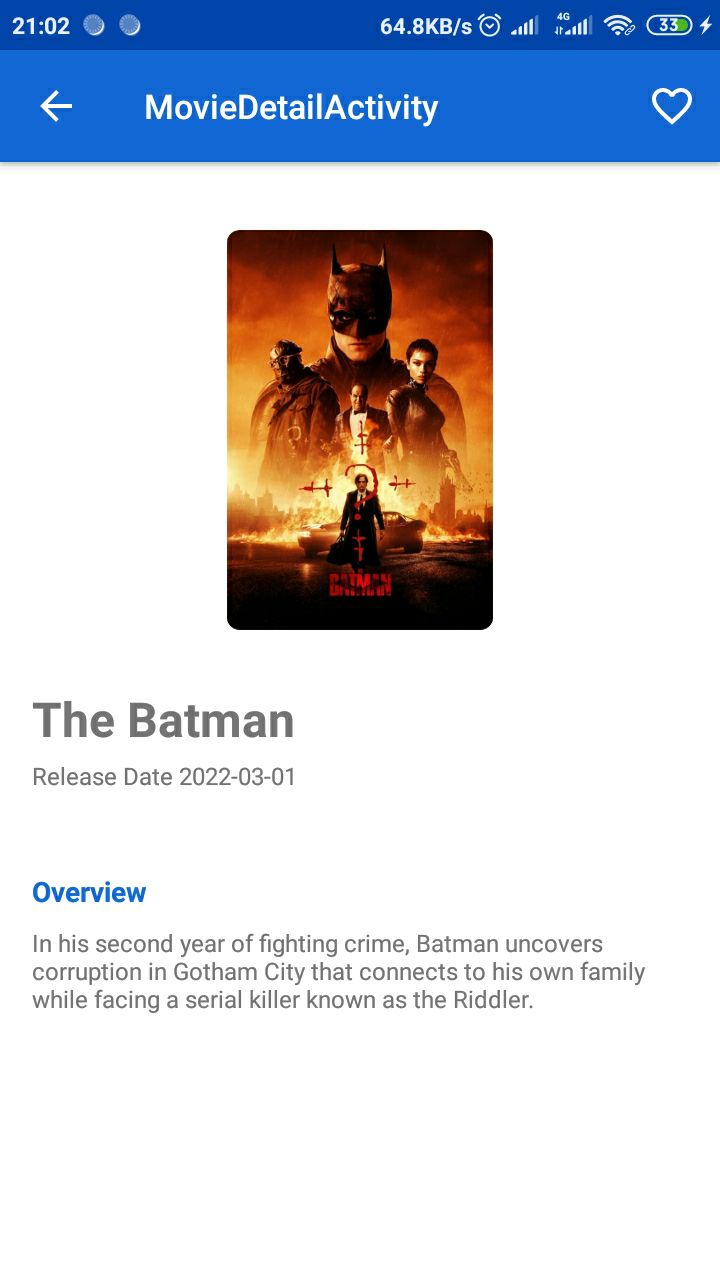 21:02 64.8KB/s 4G 33
MovieDetailActivity
BATMAN
The Batman
Release Date 2022-03-01
Overview
In his second year of fighting crime, Batman uncovers
corruption in Gotham City that connects to his own family
while facing a serial killer known as the Riddler.